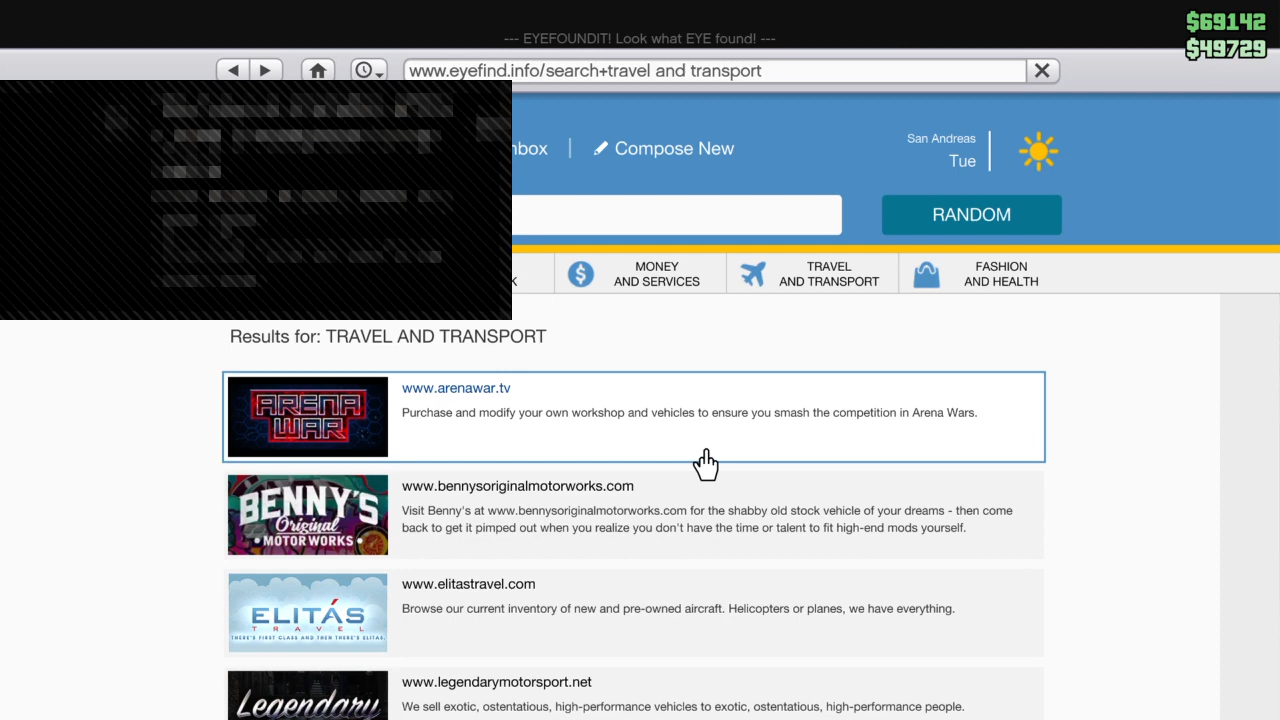 $69142
--- EYEFOUNDIT! Look what EYE found! ---
$49729
www.eyefind.info/search+travel and transport
San Andreas
nbox | Compose New
Tue
RANDOM
MONEY
AND SERVICES
TRAVEL
AND TRANSPORT
FASHION
AND HEALTH
K
Results for: TRAVEL AND TRANSPORT
ARENA
WAR
www.arenawar.tv
Purchase and modify your own workshop and vehicles to ensure you smash the competition in Arena Wars.
BENNY'S
Original
MOTOR WORKS
www.bennysoriginalmotorworks.com
Visit Benny's at www.bennysoriginalmotorworks.com for the shabby old stock vehicle of your dreams - then come
back to get it pimped out when you realize you don't have the time or talent to fit high-end mods yourself.
ELITÁS
TRAVEL
THERE'S FIRST CLASS AND THEN THERE'S ELITAS.
www.elitastravel.com
Browse our current inventory of new and pre-owned aircraft. Helicopters or planes, we have everything.
Legendary
www.legendarymotorsport.net
We sell exotic, ostentatious, high-performance vehicles to exotic, ostentatious, high-performance people.